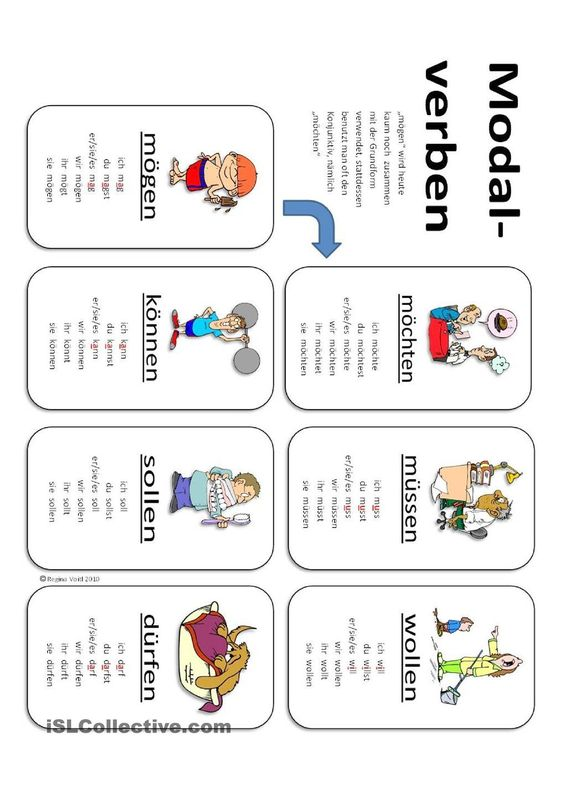 Modal-
verben
„mögen“ wird heute
kaum noch zusammen
mit der Grundform
verwendet, stattdessen
benutzt man oft den
Konjunktiv, nämlich
„möchten“
möchten
ich möchte
du möchtest
er/sie/es möchte
wir möchten
ihr möchtet
sie möchten
müssen
ich muss
du musst
er/sie/es muss
wir müssen
ihr müsst
sie müssen
wollen
ich will
du willst
er/sie/es will
wir wollen
ihr wollt
sie wollen
mögen
ich mag
du magst
er/sie/es mag
wir mögen
ihr mögt
sie mögen
können
ich kann
du kannst
er/sie/es kann
wir können
ihr könnt
sie können
sollen
ich soll
du sollst
er/sie/es soll
wir sollen
ihr sollt
sie sollen
dürfen
ich darf
du darfst
er/sie/es darf
wir dürfen
ihr dürft
sie dürfen
© Regina Void 2010
iSLCollective.com